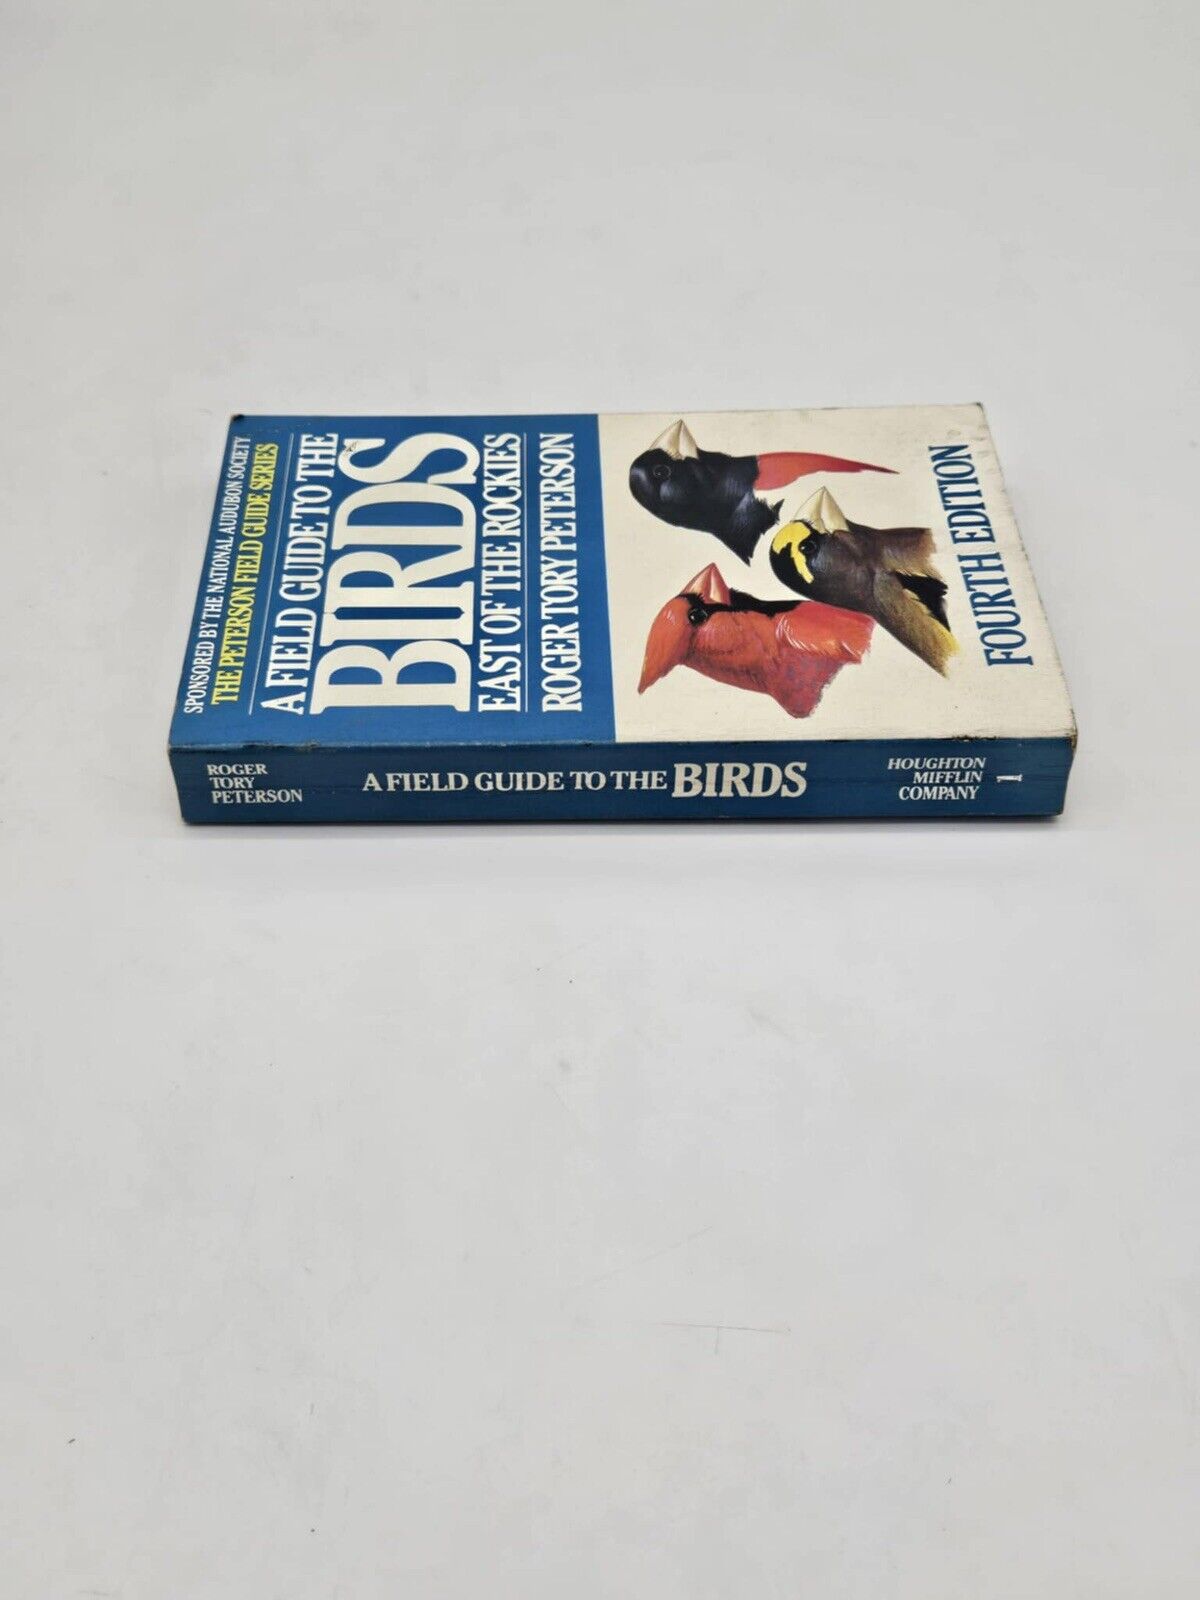 SPONSORED BY THE NATIONAL AUDUBON SOCIETY
THE PETERSON FIELD GUIDE SERIES
A FIELD GUIDE TO THE
BIRDS
EAST OF THE ROCKIES
ROGER TORY PETERSON
FOURTH EDITION
ROGER
TORY
PETERSON
A FIELD GUIDE TO THE BIRDS
HOUGHTON
MIFFLIN
COMPANY
1